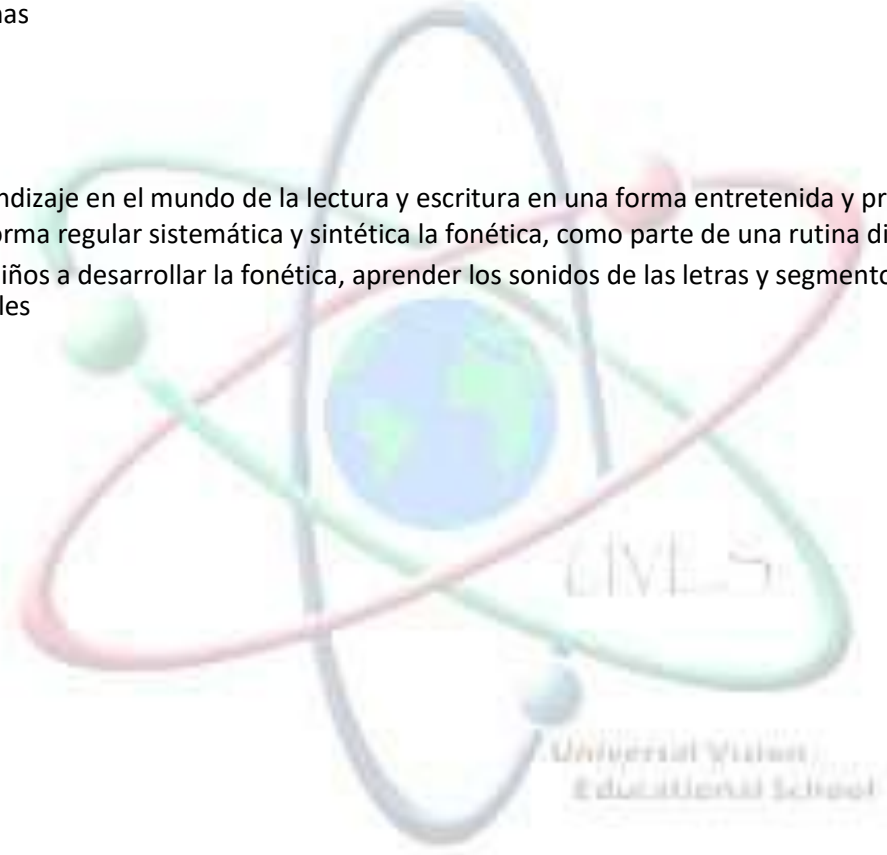 nas
ndizaje en el mundo de la lectura y escritura en una forma entretenida y pr
orma regular sistemática y sintética la fonética, como parte de una rutina di
iños a desarrollar la fonética, aprender los sonidos de las letras y segmento
les
Universal Vision
Educational School